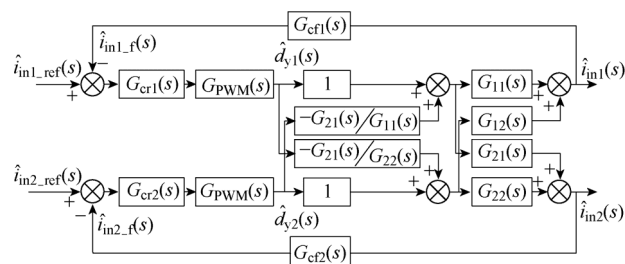 G_cf1(s)
î_in1_f(s)
d̂_y1(s)
î_in1_ref(s)
−
+
G_cr1(s)
G_PWM(s)
1
+
+
G_11(s)
+
+
î_in1(s)
−G_21(s)/G_11(s)
G_12(s)
−G_21(s)/G_22(s)
G_21(s)
î_in2_ref(s)
+
−
G_cr2(s)
G_PWM(s)
1
+
+
G_22(s)
+
+
î_in2_f(s)
d̂_y2(s)
î_in2(s)
G_cf2(s)